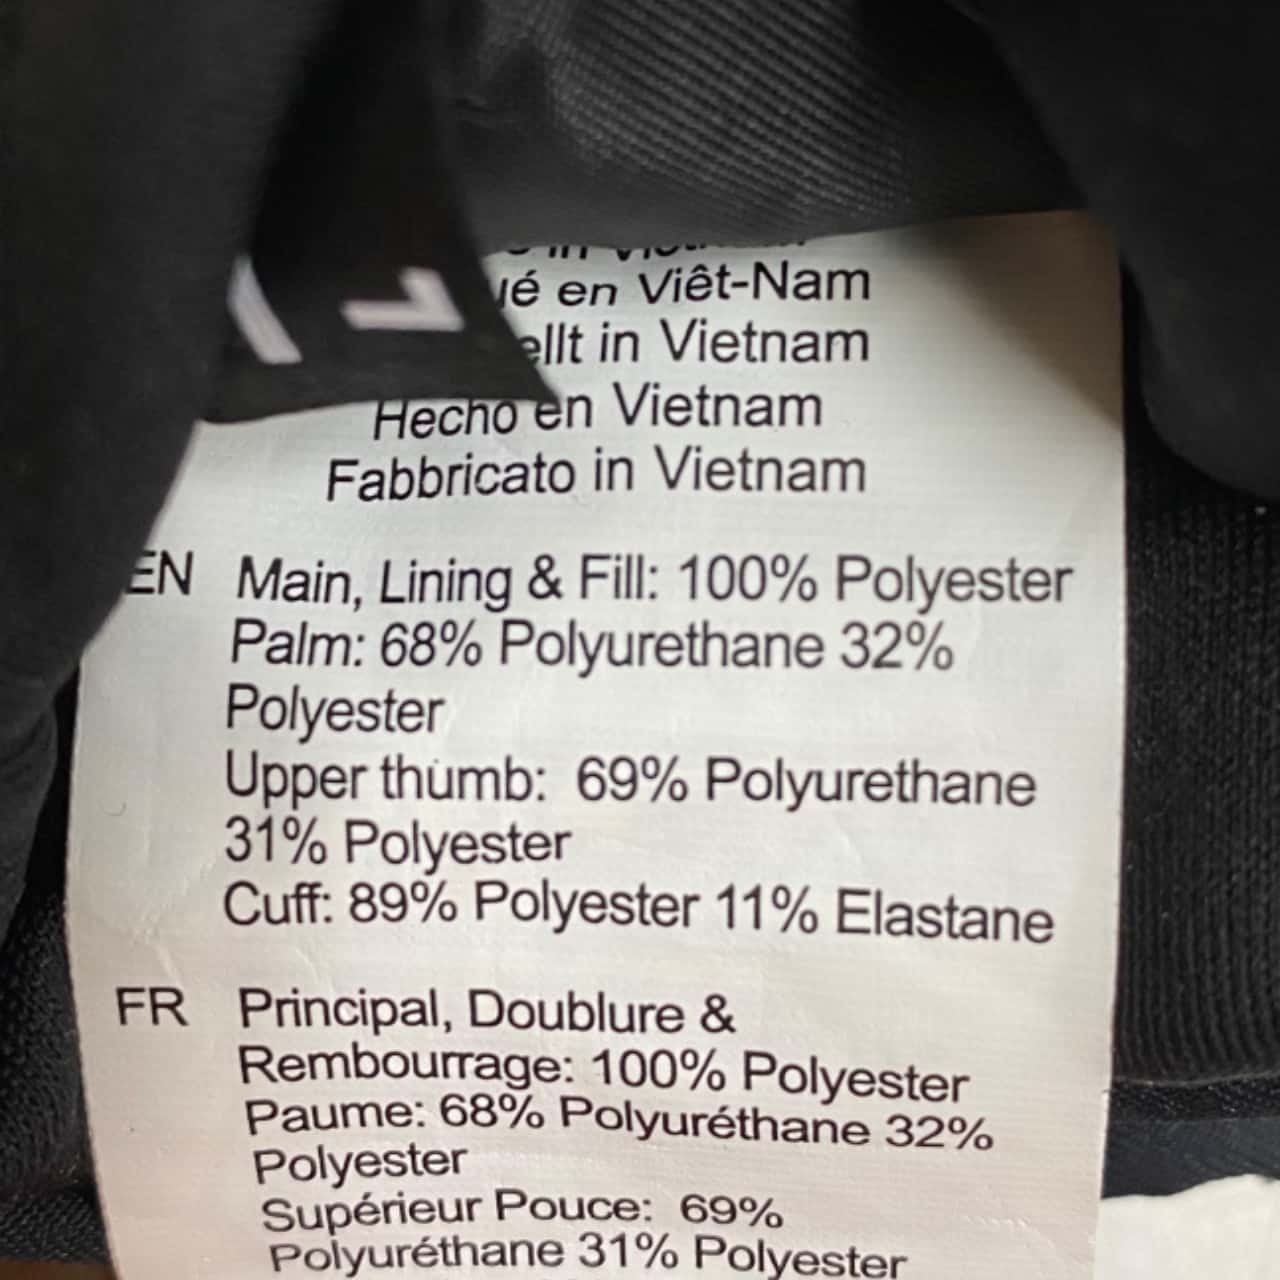 en Viêt-Nam
in Vietnam
Hecho en Vietnam
Fabbricato in Vietnam
EN Main, Lining & Fill: 100% Polyester
Palm: 68% Polyurethane 32%
Polyester
Upper thumb: 69% Polyurethane
31% Polyester
Cuff: 89% Polyester 11% Elastane
FR Principal, Doublure &
Rembourrage: 100% Polyester
Paume: 68% Polyuréthane 32%
Polyester
Supérieur Pouce: 69%
Polyuréthane 31% Polyester